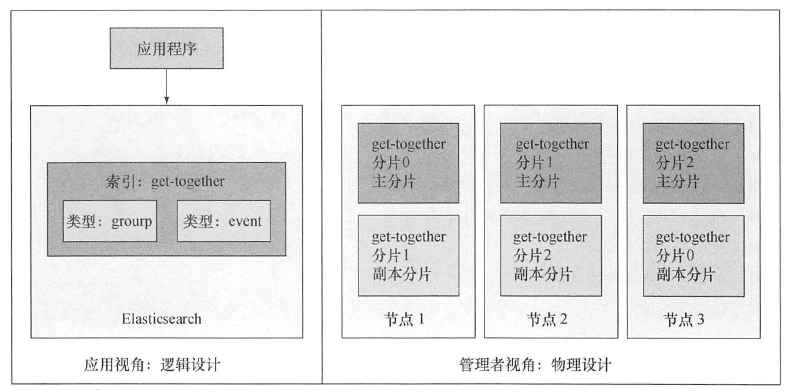 应用程序
索引：get-together
类型：grourp
类型：event
Elasticsearch
应用视角：逻辑设计
get-together
分片0
主分片
get-together
分片1
副本分片
节点 1
get-together
分片1
主分片
get-together
分片2
副本分片
节点 2
get-together
分片2
主分片
get-together
分片0
副本分片
节点 3
管理者视角：物理设计